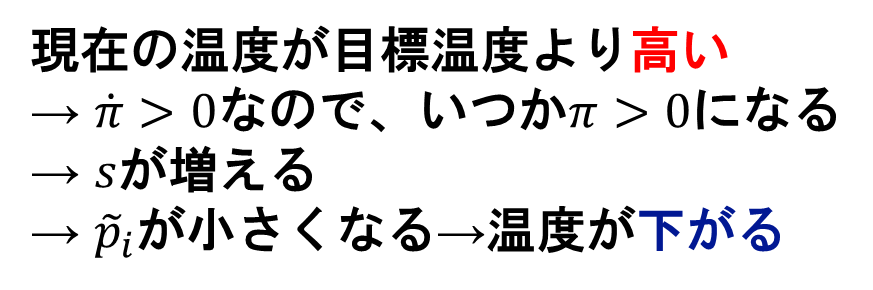 現在の温度が目標温度より高い
→ π̇ > 0なので、いつかπ > 0になる
→ sが増える
→ p̃ᵢが小さくなる→温度が下がる